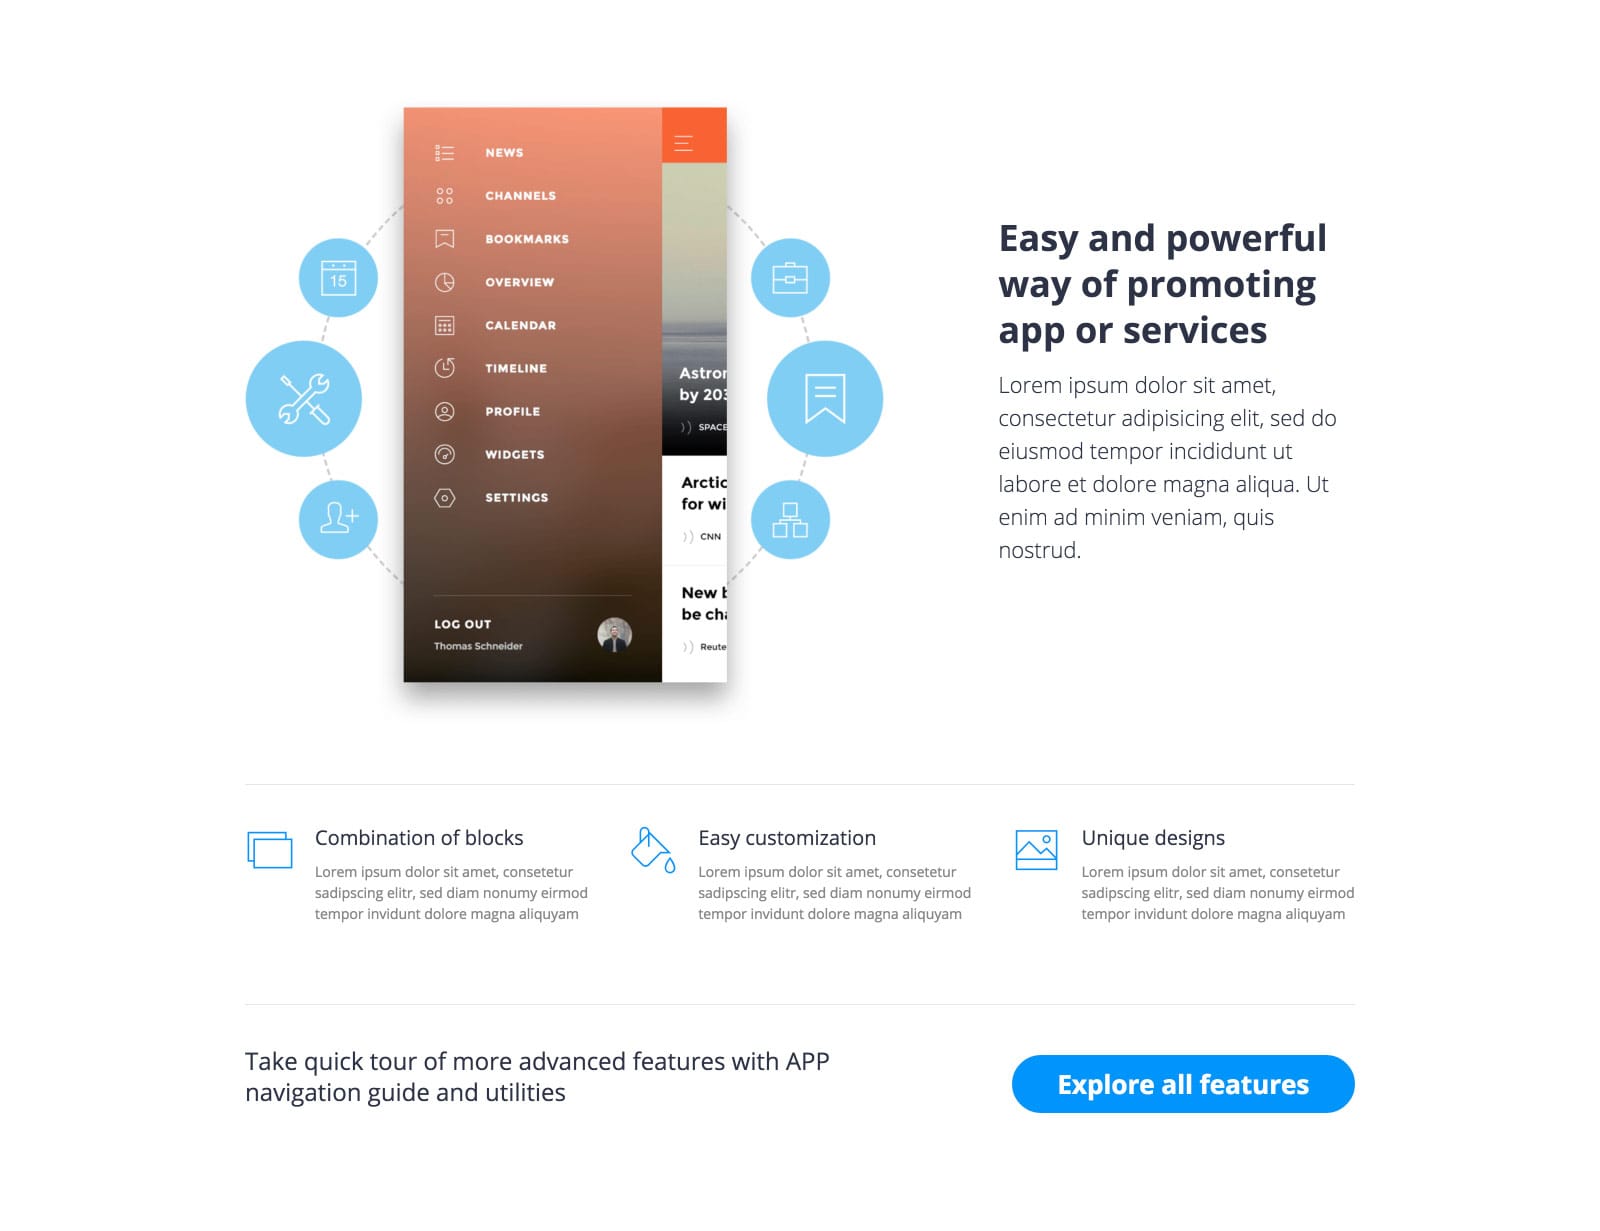 NEWS
CHANNELS
BOOKMARKS
OVERVIEW
CALENDAR
TIMELINE
PROFILE
WIDGETS
SETTINGS
LOG OUT
Thomas Schneider
Astron
by 203
SPACE
Arctic
for wi
CNN
New b
be cha
Reute
15
Easy and powerful
way of promoting
app or services
Lorem ipsum dolor sit amet,
consectetur adipisicing elit, sed do
eiusmod tempor incididunt ut
labore et dolore magna aliqua. Ut
enim ad minim veniam, quis
nostrud.
Combination of blocks
Lorem ipsum dolor sit amet, consetetur
sadipscing elitr, sed diam nonumy eirmod
tempor invidunt dolore magna aliquyam
Easy customization
Lorem ipsum dolor sit amet, consetetur
sadipscing elitr, sed diam nonumy eirmod
tempor invidunt dolore magna aliquyam
Unique designs
Lorem ipsum dolor sit amet, consetetur
sadipscing elitr, sed diam nonumy eirmod
tempor invidunt dolore magna aliquyam
Take quick tour of more advanced features with APP
navigation guide and utilities
Explore all features